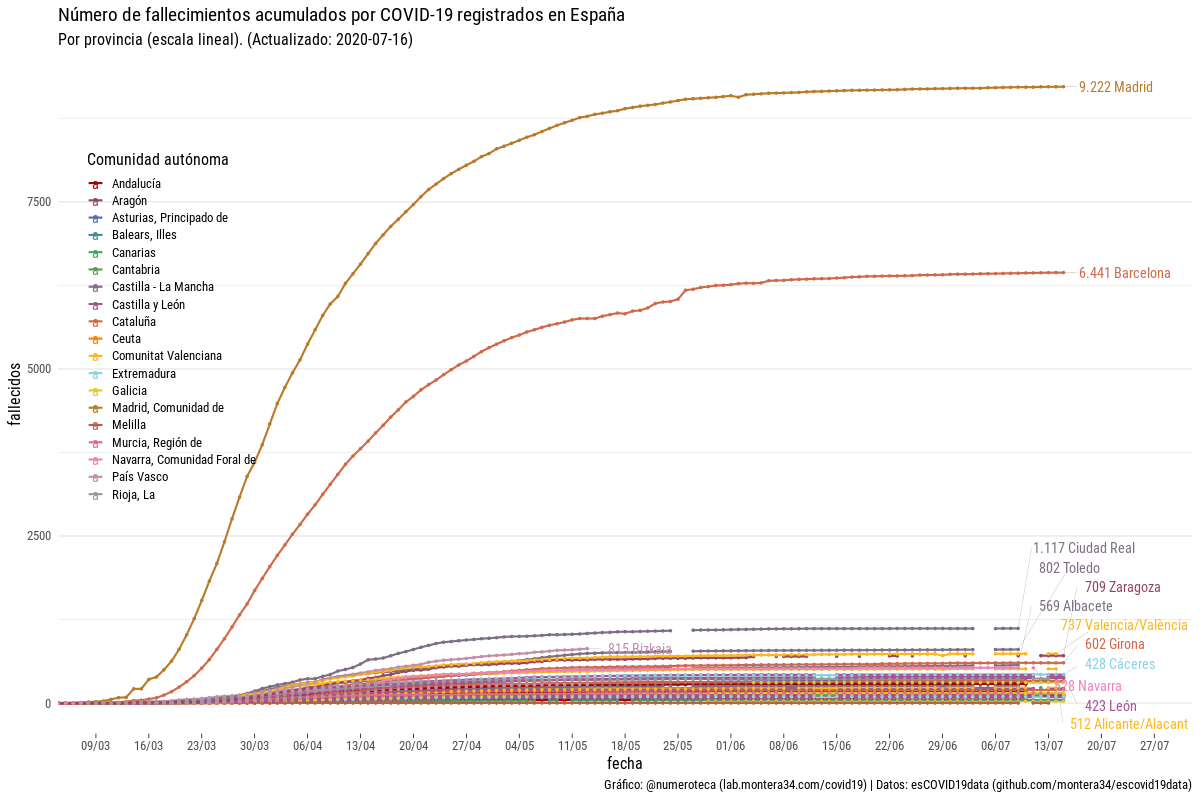 Número de fallecimientos acumulados por COVID-19 registrados en España
Por provincia (escala lineal). (Actualizado: 2020-07-16)
9.222 Madrid
Comunidad autónoma
Andalucía
Aragón
Asturias, Principado de
Balears, Illes
Canarias
Cantabria
Castilla - La Mancha
Castilla y León
Cataluña
Ceuta
Comunitat Valenciana
Extremadura
Galicia
Madrid, Comunidad de
Melilla
Murcia, Región de
Navarra, Comunidad Foral de
País Vasco
Rioja, La
6.441 Barcelona
7500
5000
2500
0
fallecidos
1.117 Ciudad Real
802 Toledo
709 Zaragoza
569 Albacete
737 Valencia/València
602 Girona
815 Bizkaia
428 Cáceres
Navarra
423 León
512 Alicante/Alacant
09/03 16/03 23/03 30/03 06/04 13/04 20/04 27/04 04/05 11/05 18/05 25/05 01/06 08/06 15/06 22/06 29/06 06/07 13/07 20/07 27/07
fecha
Gráfico: @numeroteca (lab.montera34.com/covid19) | Datos: esCOVID19data (github.com/montera34/escovid19data)